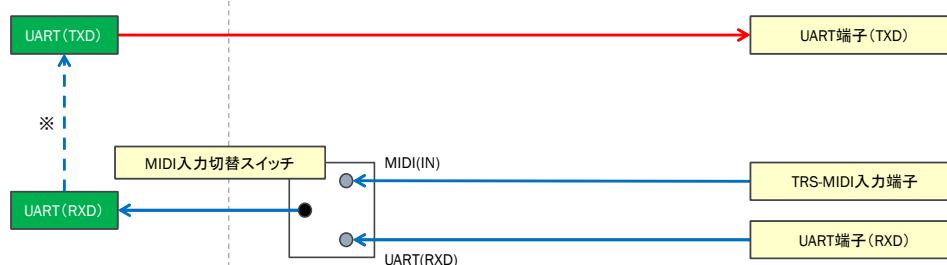 UART(TXD)
UART端子(TXD)
※
MIDI入力切替スイッチ
MIDI(IN)
TRS-MIDI入力端子
UART(RXD)
UART端子(RXD)
UART(RXD)